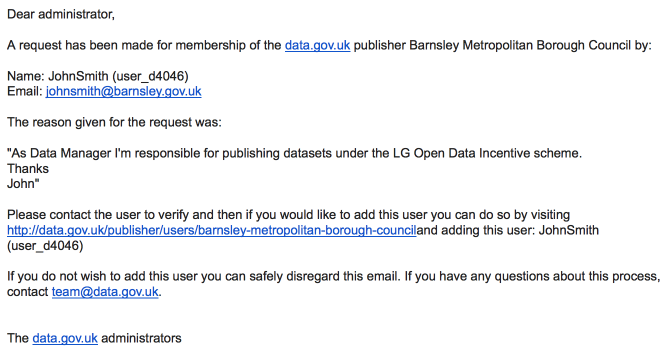 Dear administrator,
A request has been made for membership of the data.gov.uk publisher Barnsley Metropolitan Borough Council by:
Name: JohnSmith (user_d4046)
Email: johnsmith@barnsley.gov.uk
The reason given for the request was:
"As Data Manager I'm responsible for publishing datasets under the LG Open Data Incentive scheme.
Thanks
John"
Please contact the user to verify and then if you would like to add this user you can do so by visiting
http://data.gov.uk/publisher/users/barnsley-metropolitan-borough-counciland adding this user: JohnSmith
(user_d4046)
If you do not wish to add this user you can safely disregard this email. If you have any questions about this process,
contact team@data.gov.uk.
The data.gov.uk administrators